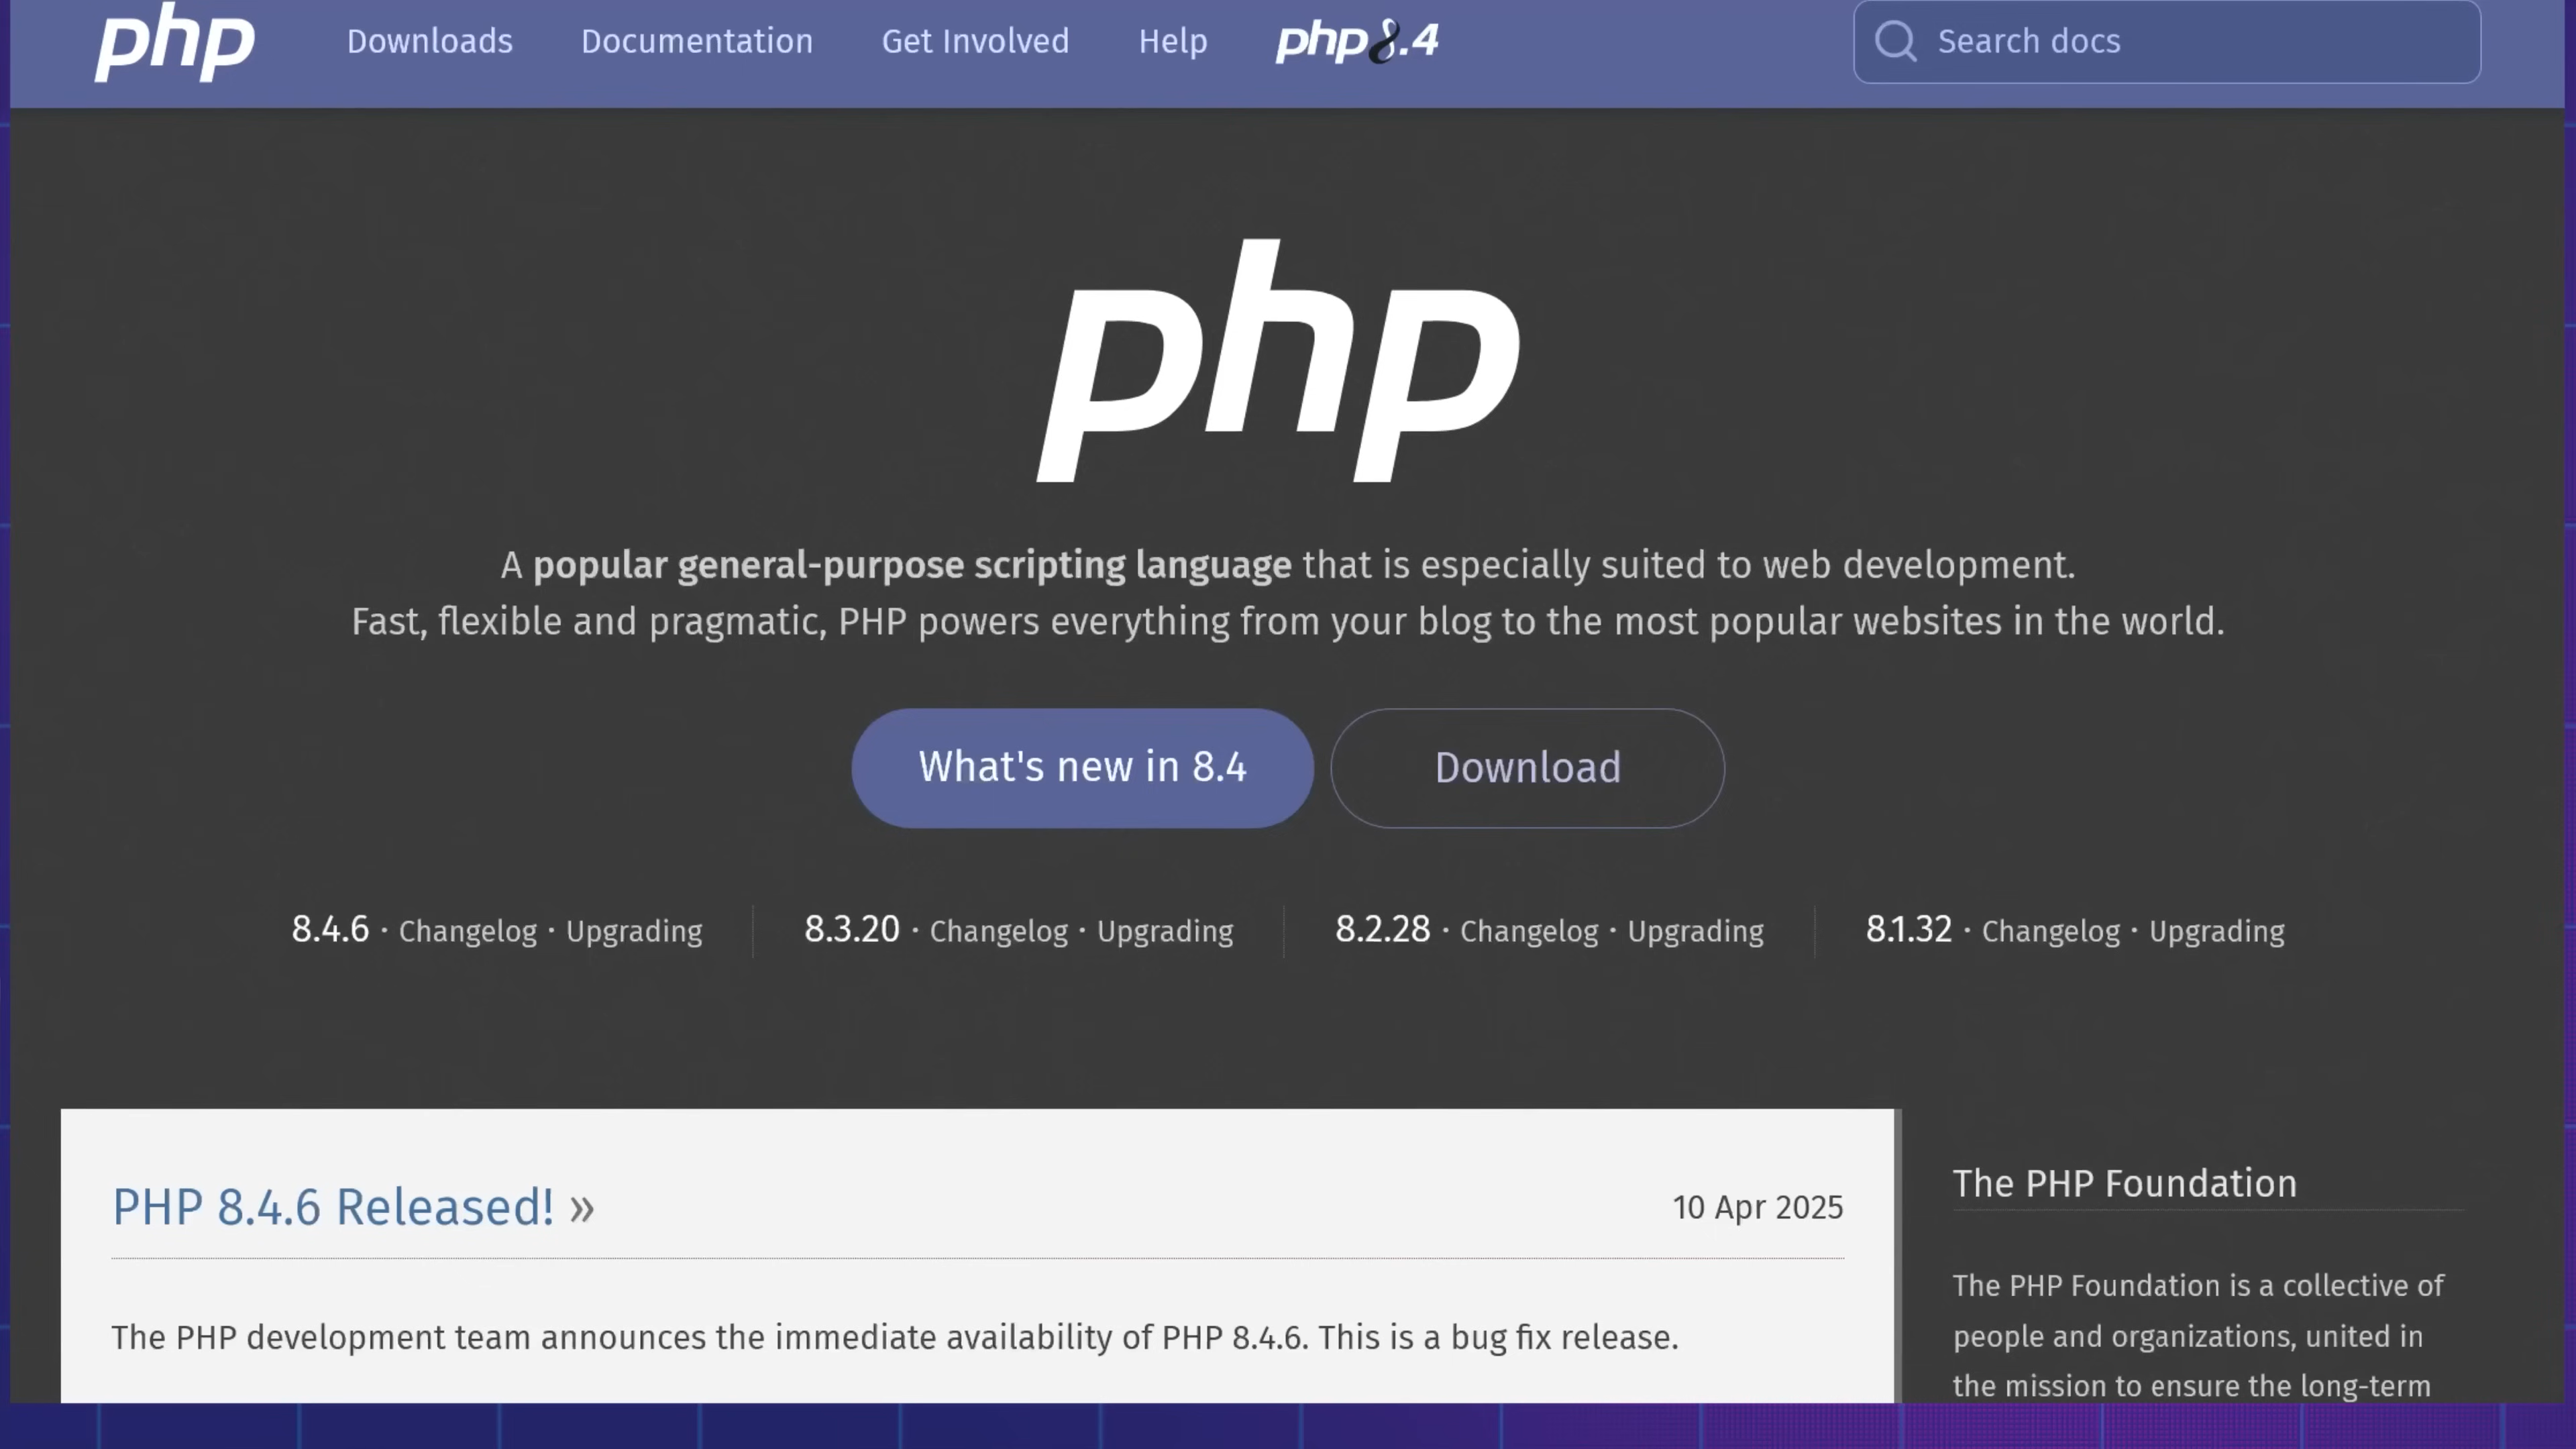 php Downloads Documentation Get Involved Help php8.4 Search docs
php
A popular general-purpose scripting language that is especially suited to web development.
Fast, flexible and pragmatic, PHP powers everything from your blog to the most popular websites in the world.
What's new in 8.4 Download
8.4.6 · Changelog · Upgrading 8.3.20 · Changelog · Upgrading 8.2.28 · Changelog · Upgrading 8.1.32 · Changelog · Upgrading
PHP 8.4.6 Released! » 10 Apr 2025
The PHP development team announces the immediate availability of PHP 8.4.6. This is a bug fix release.
The PHP Foundation
The PHP Foundation is a collective of
people and organizations, united in
the mission to ensure the long-term